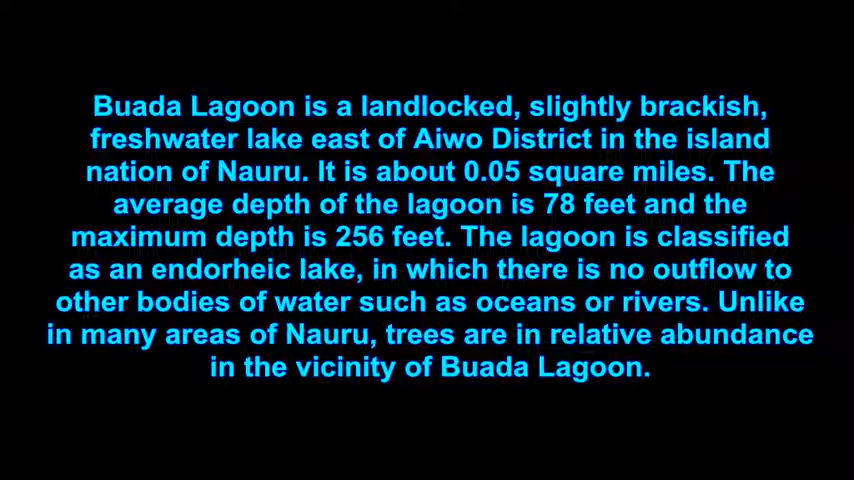 Buada Lagoon is a landlocked, slightly brackish,
freshwater lake east of Aiwo District in the island
nation of Nauru. It is about 0.05 square miles. The
average depth of the lagoon is 78 feet and the
maximum depth is 256 feet. The lagoon is classified
as an endorheic lake, in which there is no outflow to
other bodies of water such as oceans or rivers. Unlike
in many areas of Nauru, trees are in relative abundance
in the vicinity of Buada Lagoon.